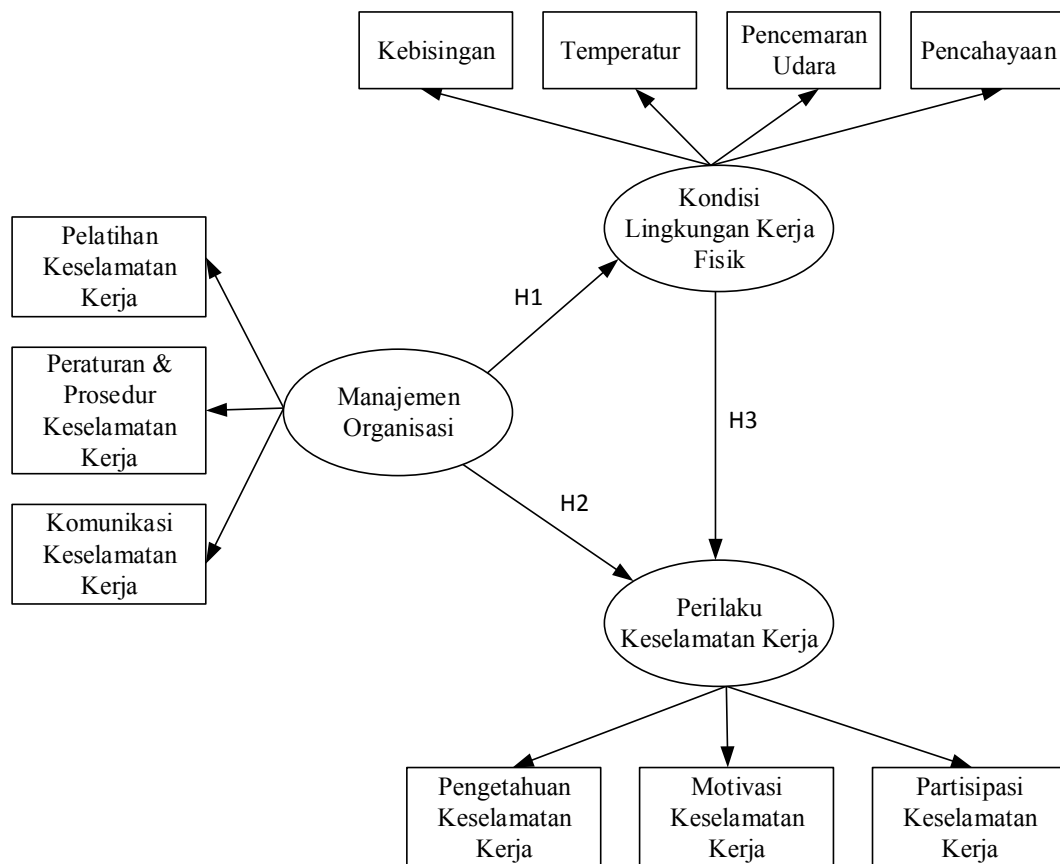 Kebisingan
Temperatur
Pencemaran
Udara
Pencahayaan
Kondisi
Lingkungan Kerja
Fisik
Pelatihan
Keselamatan
Kerja
H1
Peraturan &
Prosedur
Keselamatan
Kerja
Manajemen
Organisasi
H3
H2
Komunikasi
Keselamatan
Kerja
Perilaku
Keselamatan Kerja
Pengetahuan
Keselamatan
Kerja
Motivasi
Keselamatan
Kerja
Partisipasi
Keselamatan
Kerja